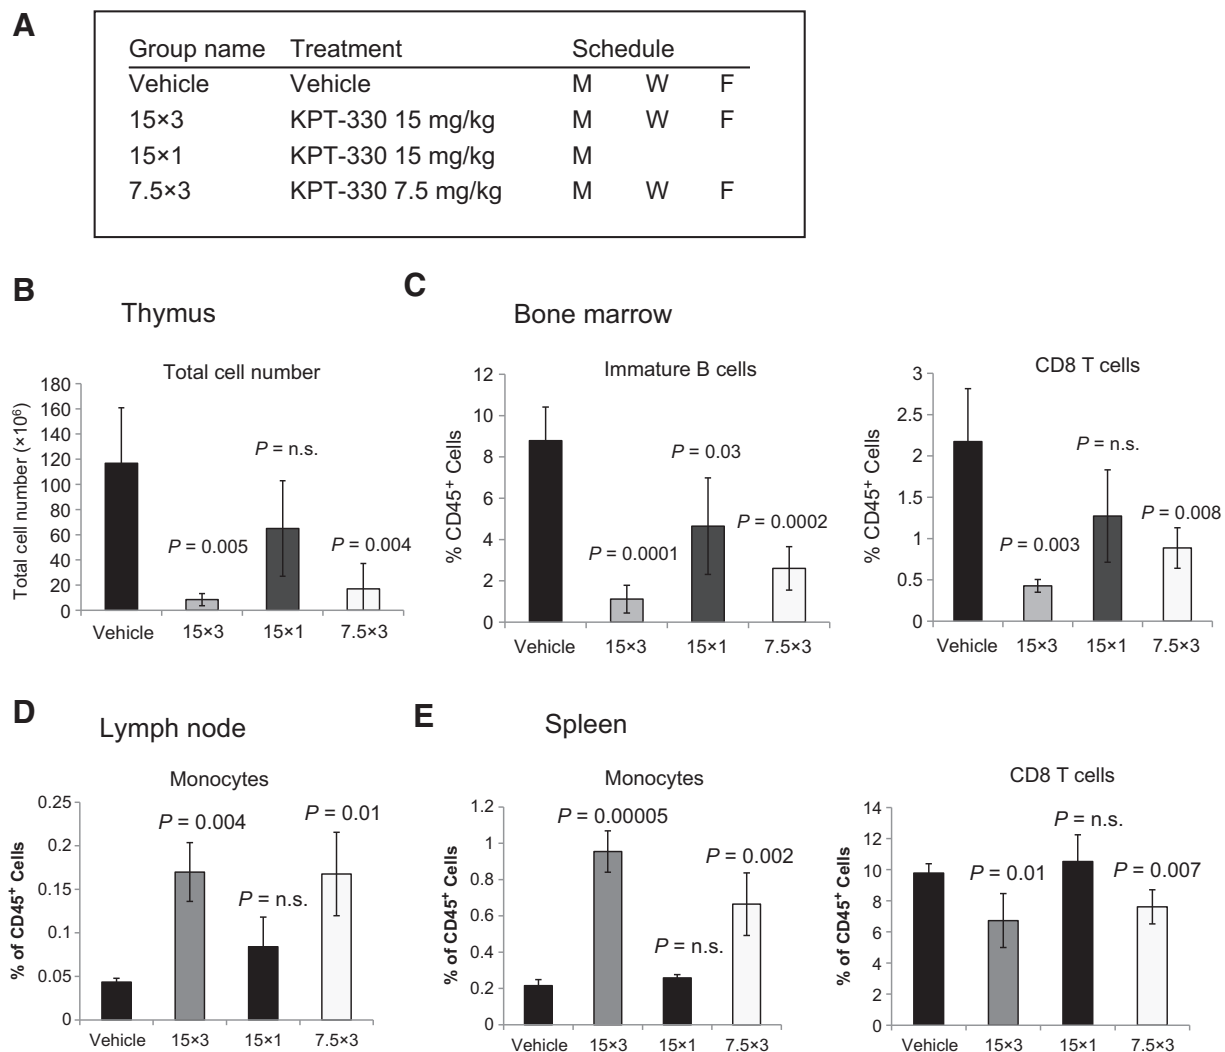 A
Group name Treatment Schedule
Vehicle Vehicle M W F
15×3 KPT-330 15 mg/kg M W F
15×1 KPT-330 15 mg/kg M
7.5×3 KPT-330 7.5 mg/kg M W F
B
Thymus
Total cell number
Total cell number (×10⁶)
180
160
140
120
100
80
60
40
20
0
P = 0.005
P = n.s.
P = 0.004
Vehicle 15×3 15×1 7.5×3
C
Bone marrow
Immature B cells
% CD45⁺ Cells
12
10
8
6
4
2
0
P = 0.0001
P = 0.03
P = 0.0002
Vehicle 15×3 15×1 7.5×3
CD8 T cells
% CD45⁺ Cells
3
2.5
2
1.5
1
0.5
0
P = 0.003
P = n.s.
P = 0.008
Vehicle 15×3 15×1 7.5×3
D
Lymph node
Monocytes
% of CD45⁺ Cells
0.25
0.2
0.15
0.1
0.05
0
P = 0.004
P = n.s.
P = 0.01
Vehicle 15×3 15×1 7.5×3
E
Spleen
Monocytes
% of CD45⁺ Cells
1.2
1
0.8
0.6
0.4
0.2
0
P = 0.00005
P = n.s.
P = 0.002
Vehicle 15×3 15×1 7.5×3
CD8 T cells
% of CD45⁺ Cells
14
12
10
8
6
4
2
0
P = 0.01
P = n.s.
P = 0.007
Vehicle 15×3 15×1 7.5×3